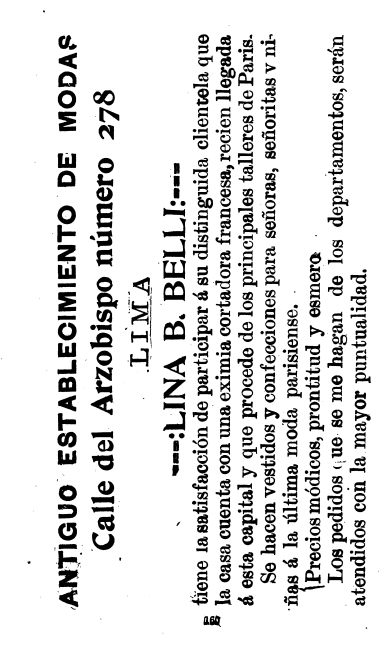 ANTIGUO ESTABLECIMIENTO DE MODAS
Calle del Arzobispo número 278
LIMA
---:LINA B. BELLI:---
tiene la satisfacción de participar á su distinguida clientela que
la casa cuenta con una eximia cortadora francesa, recien llegada
á esta capital y que procede de los principales talleres de Paris.
Se hacen vestidos y confecciones para señoras, señoritas y ni-
ñas á la última moda parisiense.
Precios módicos, prontitud y esmero
Los pedidos que se me hagan de los departamentos, serán
atendidos con la mayor puntualidad.